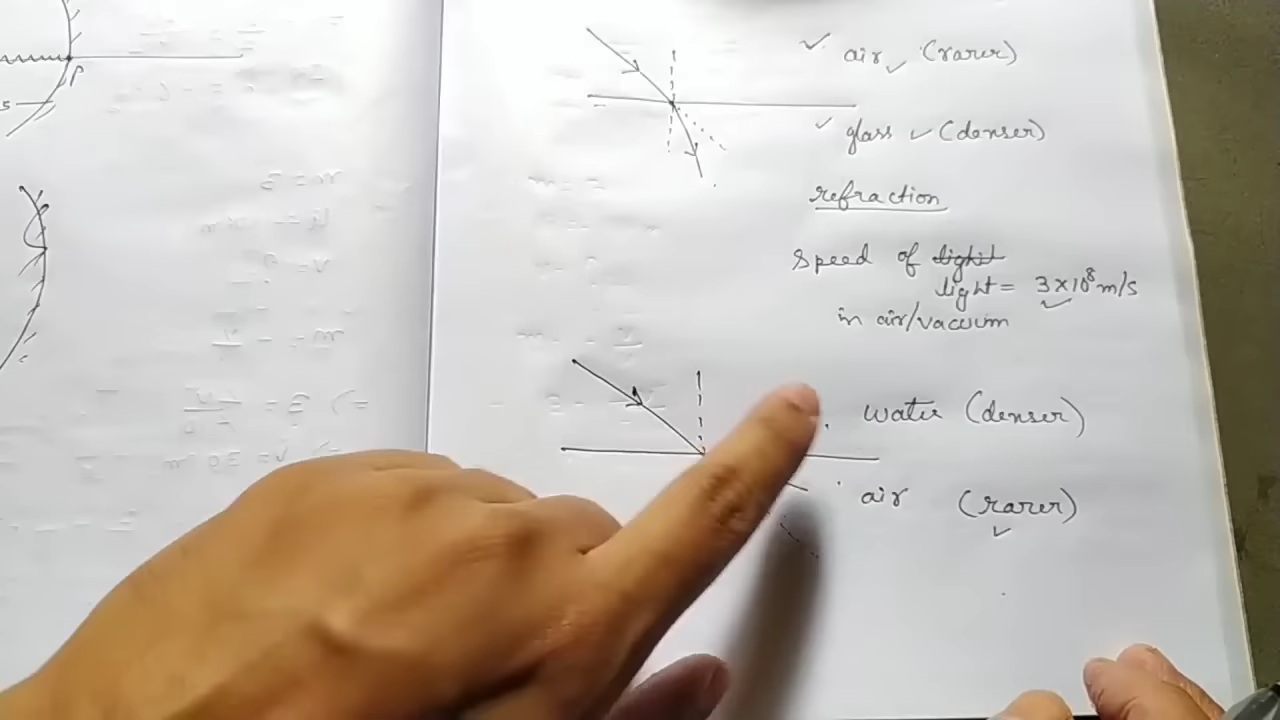 P
s
air (rarer)
glass (denser)
refraction
speed of light
light = 3×10⁸ m/s
in air/vacuum
water (denser)
air (rarer)